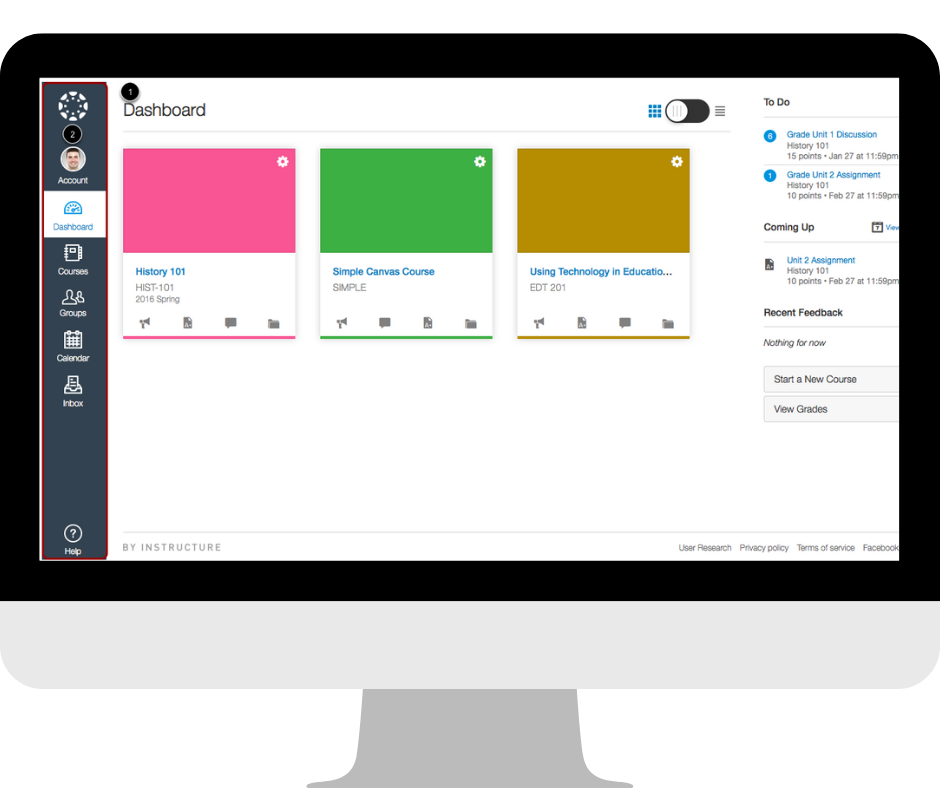 1
Dashboard
2
Account
Dashboard
Courses
Groups
Calendar
Inbox
Help
History 101
HIST-101
2016 Spring
Simple Canvas Course
SIMPLE
Using Technology in Educatio...
EDT 201
To Do
6
Grade Unit 1 Discussion
History 101
15 points • Jan 27 at 11:59pm
1
Grade Unit 2 Assignment
History 101
10 points • Feb 27 at 11:59pm
Coming Up
7 View
Unit 2 Assignment
History 101
10 points • Feb 27 at 11:59pm
Recent Feedback
Nothing for now
Start a New Course
View Grades
BY INSTRUCTURE
User Research Privacy policy Terms of service Facebook